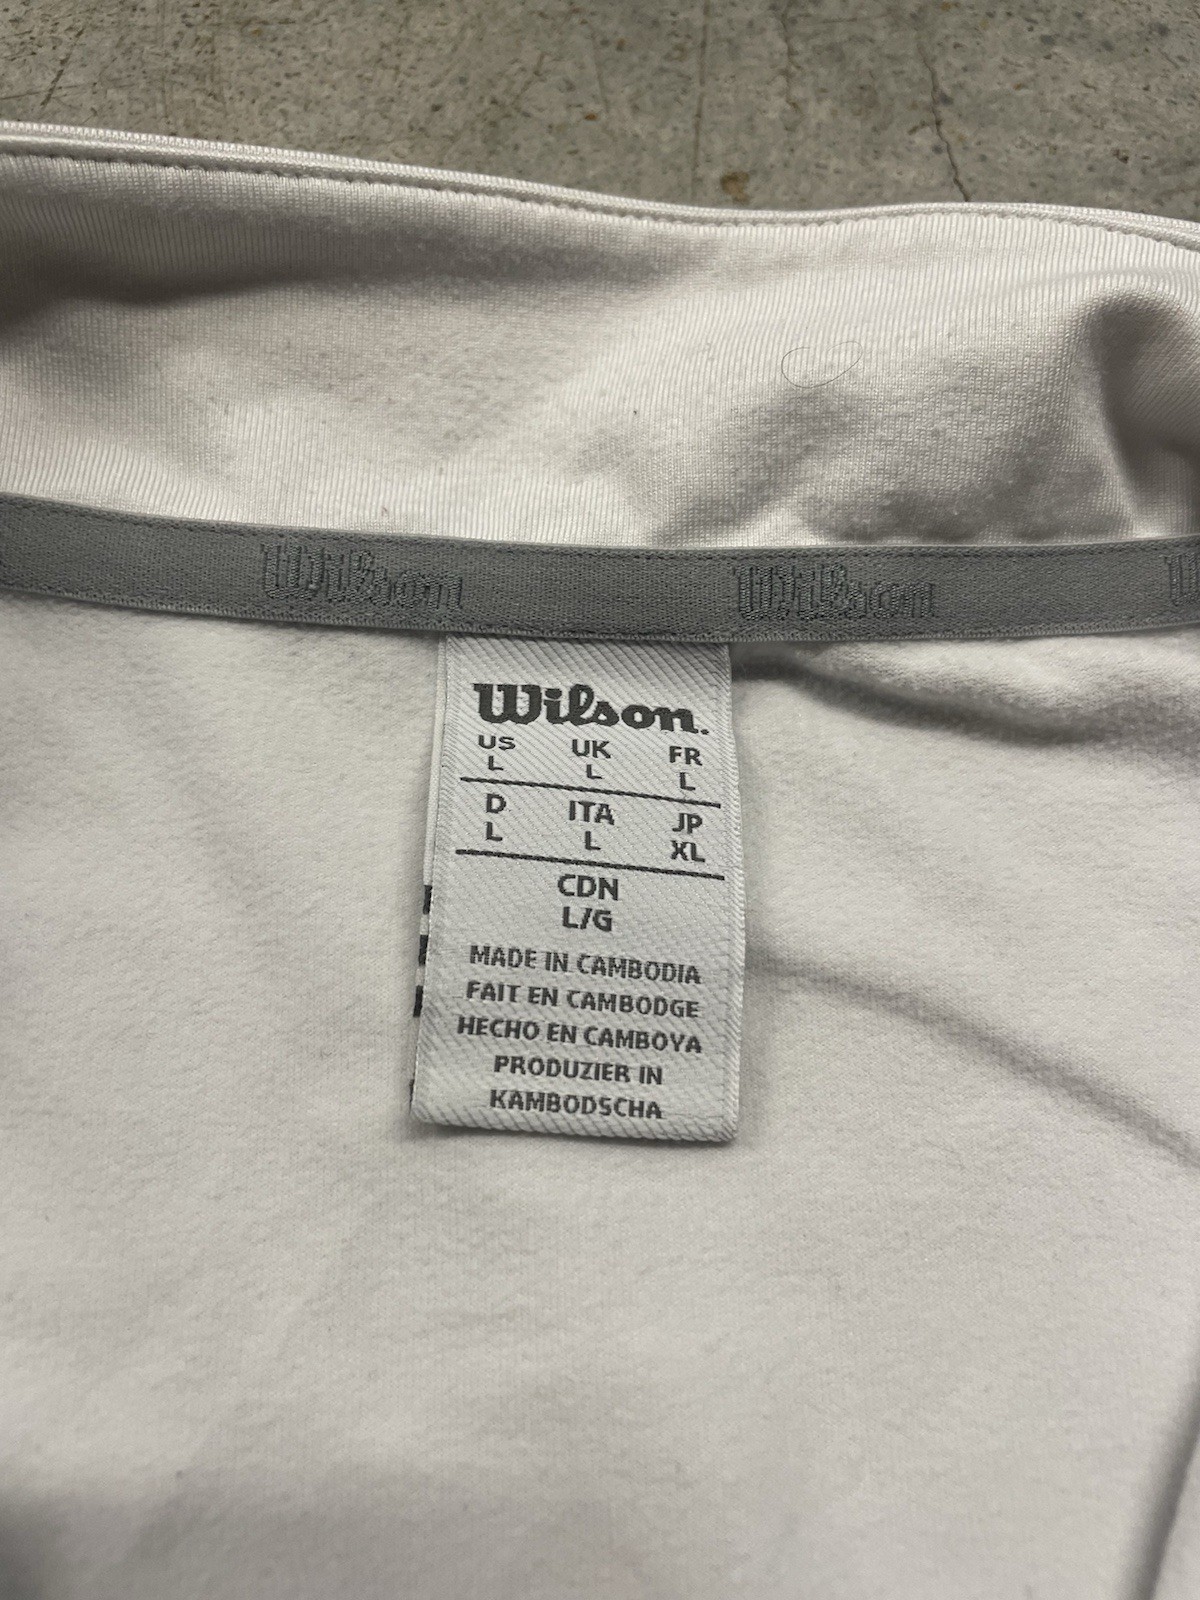 Wilson Wilson
Wilson.
US UK FR
L L L
D ITA JP
L L XL
CDN
L/G
MADE IN CAMBODIA
FAIT EN CAMBODGE
HECHO EN CAMBOYA
PRODUZIER IN
KAMBODSCHA